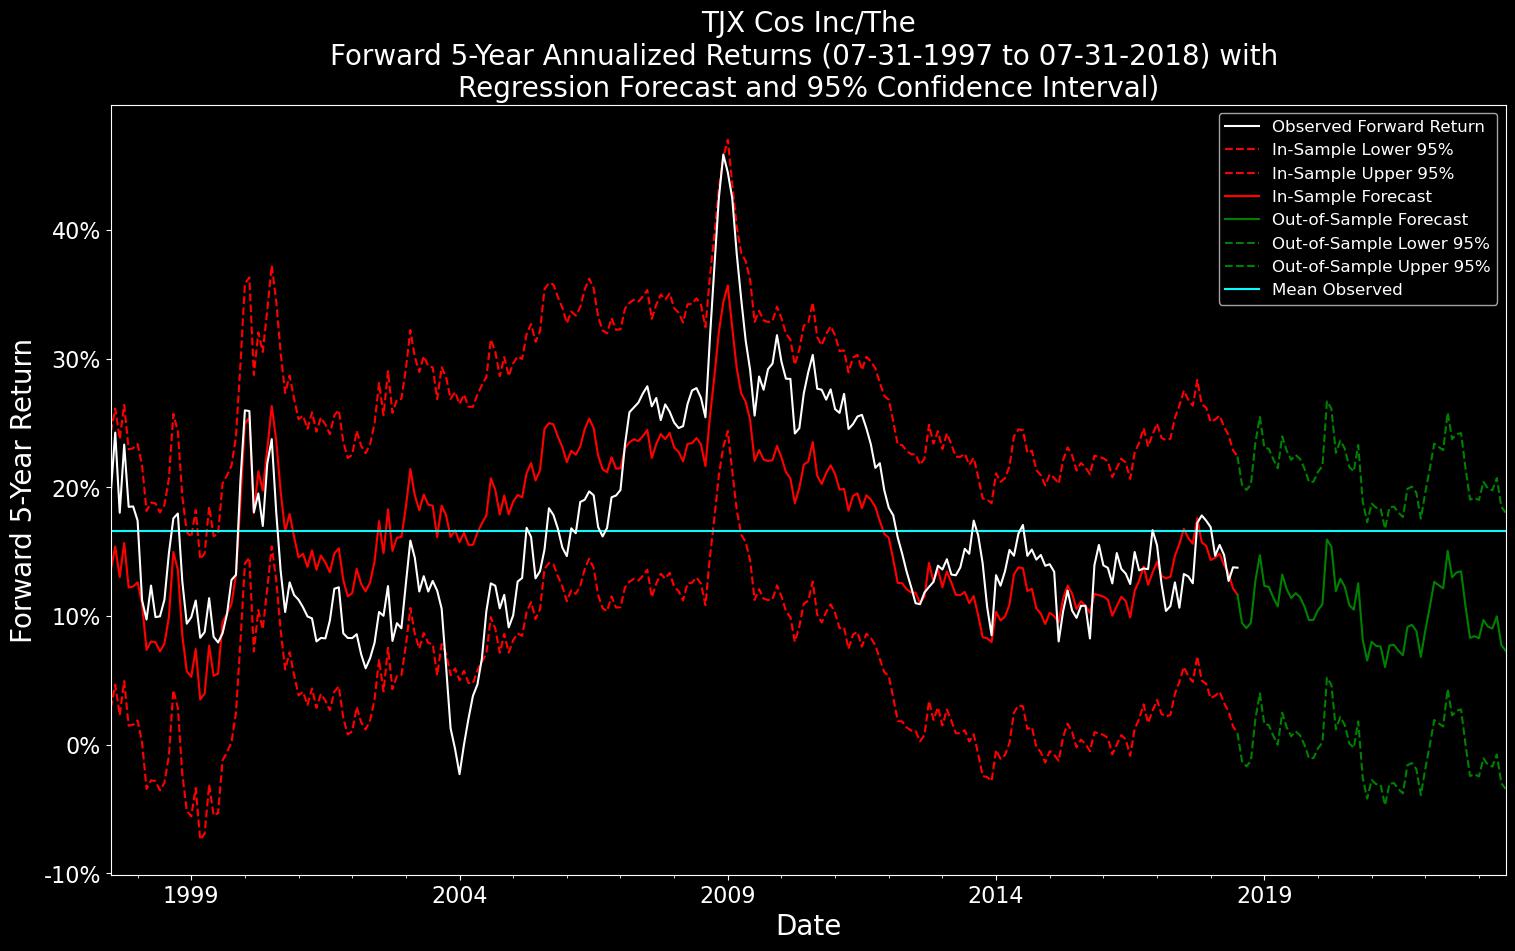 TJX Cos Inc/The
Forward 5-Year Annualized Returns (07-31-1997 to 07-31-2018) with
Regression Forecast and 95% Confidence Interval)
Observed Forward Return
In-Sample Lower 95%
In-Sample Upper 95%
In-Sample Forecast
Out-of-Sample Forecast
Out-of-Sample Lower 95%
Out-of-Sample Upper 95%
Mean Observed
Forward 5-Year Return
40%
30%
20%
10%
0%
-10%
1999
2004
2009
2014
2019
Date